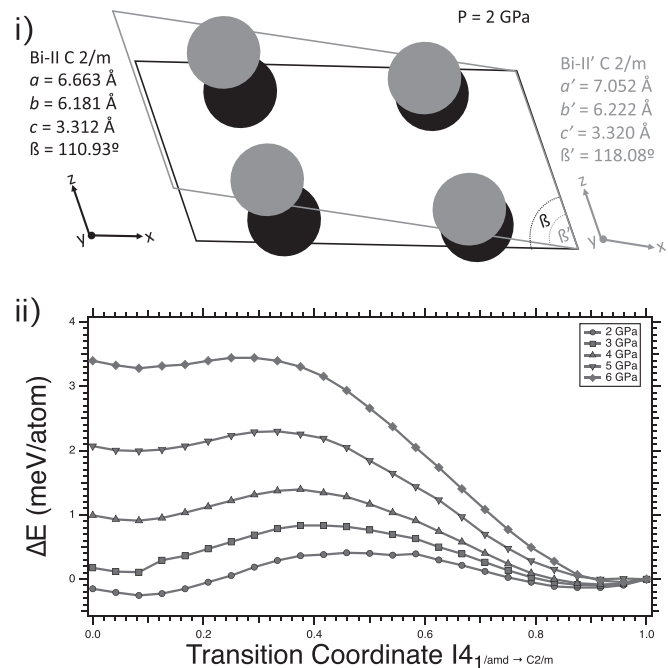 i)
P = 2 GPa
Bi-II C 2/m
a = 6.663 Å
b = 6.181 Å
c = 3.312 Å
ß = 110.93º
Bi-II' C 2/m
a' = 7.052 Å
b' = 6.222 Å
c' = 3.320 Å
ß' = 118.08º
z
y
x
ß
ß'
z
y
x
ii)
4
3
2
1
0
ΔE (meV/atom)
2 GPa
3 GPa
4 GPa
5 GPa
6 GPa
0.0 0.2 0.4 0.6 0.8 1.0
Transition Coordinate I4₁/amd → C2/m